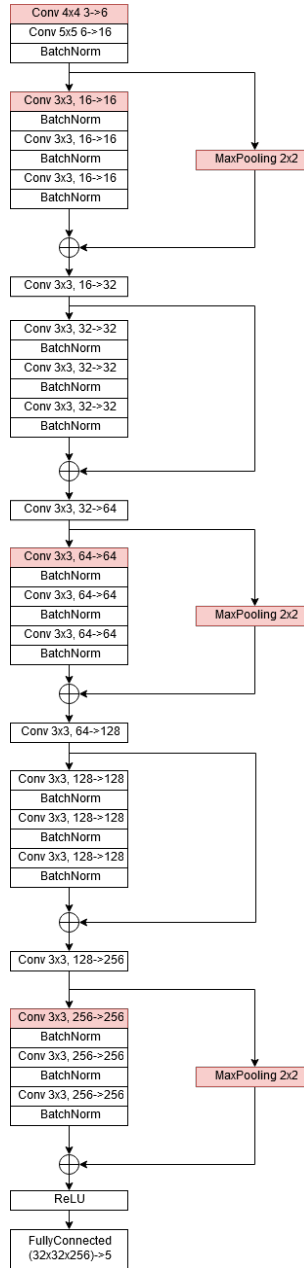 Conv 4x4 3->6
Conv 5x5 6->16
BatchNorm
Conv 3x3, 16->16
BatchNorm
Conv 3x3, 16->16
BatchNorm
Conv 3x3, 16->16
BatchNorm
MaxPooling 2x2
Conv 3x3, 16->32
Conv 3x3, 32->32
BatchNorm
Conv 3x3, 32->32
BatchNorm
Conv 3x3, 32->32
BatchNorm
Conv 3x3, 32->64
Conv 3x3, 64->64
BatchNorm
Conv 3x3, 64->64
BatchNorm
Conv 3x3, 64->64
BatchNorm
MaxPooling 2x2
Conv 3x3, 64->128
Conv 3x3, 128->128
BatchNorm
Conv 3x3, 128->128
BatchNorm
Conv 3x3, 128->128
BatchNorm
Conv 3x3, 128->256
Conv 3x3, 256->256
BatchNorm
Conv 3x3, 256->256
BatchNorm
Conv 3x3, 256->256
BatchNorm
MaxPooling 2x2
ReLU
FullyConnected
(32x32x256)->5